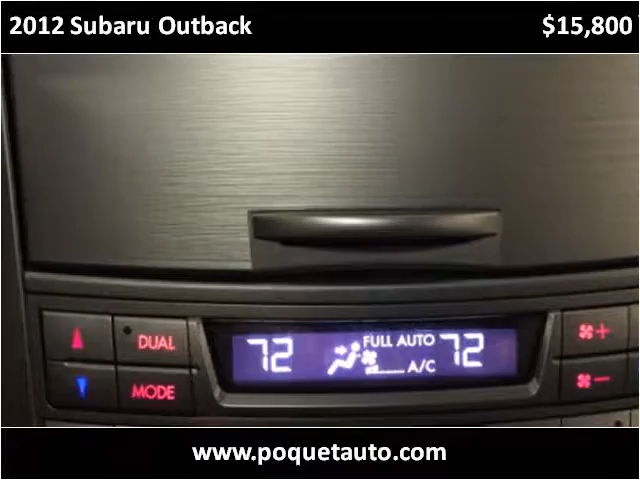 2012 Subaru Outback $15,800
72 FULL AUTO 72
A/C
DUAL
MODE
www.poquetauto.com